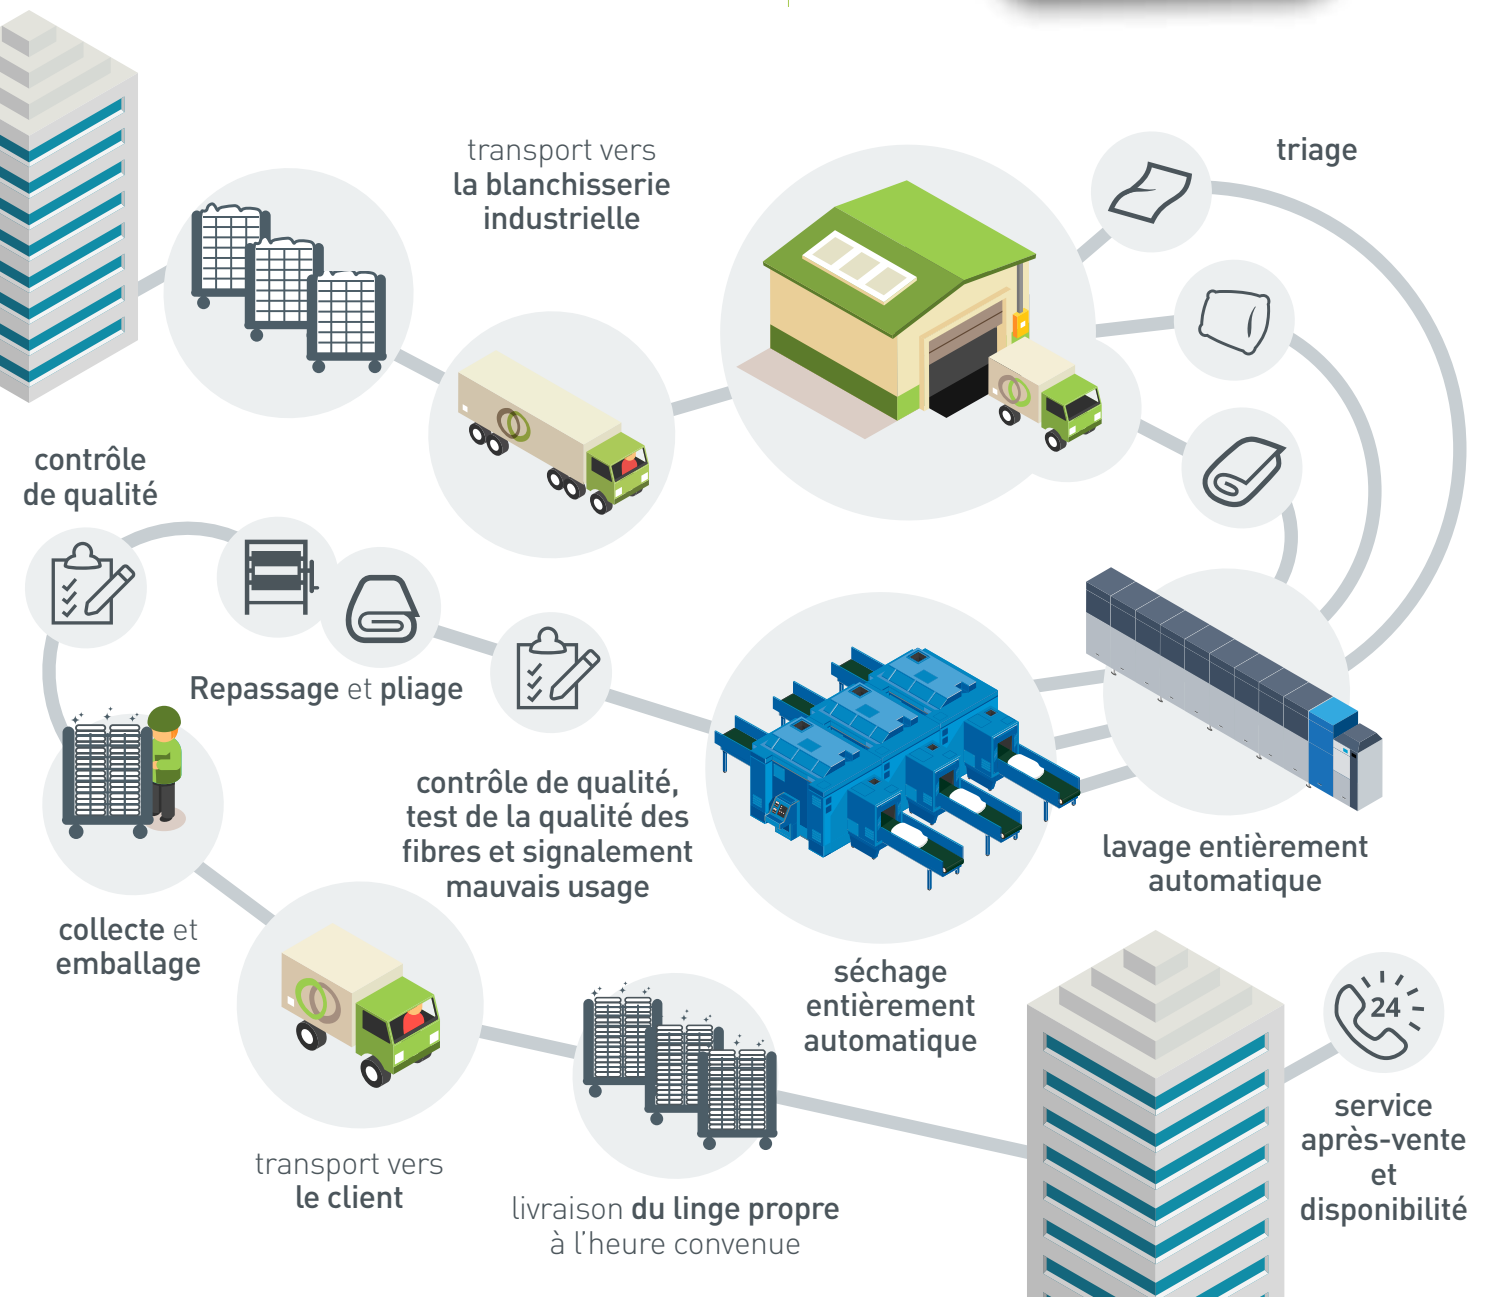 transport vers
la blanchisserie
industrielle
triage
contrôle
de qualité
Repassage et pliage
contrôle de qualité,
test de la qualité des
fibres et signalement
mauvais usage
lavage entièrement
automatique
séchage
entièrement
automatique
collecte et
emballage
transport vers
le client
livraison du linge propre
à l'heure convenue
24
service
après-vente
et
disponibilité